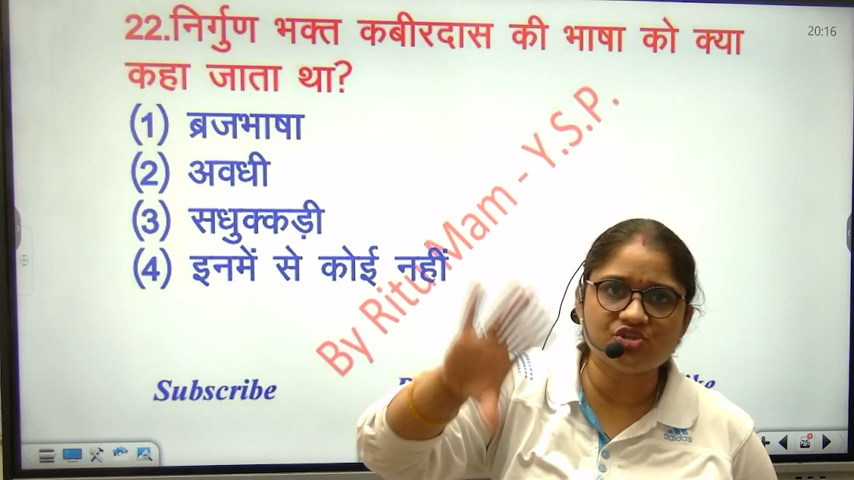 20:16
22.निर्गुण भक्त कबीरदास की भाषा को क्या
कहा जाता था?
(1) ब्रजभाषा
(2) अवधी
(3) सधुक्कड़ी
(4) इनमें से कोई नहीं
By Ritu Mam - Y.S.P.
Subscribe
adidas